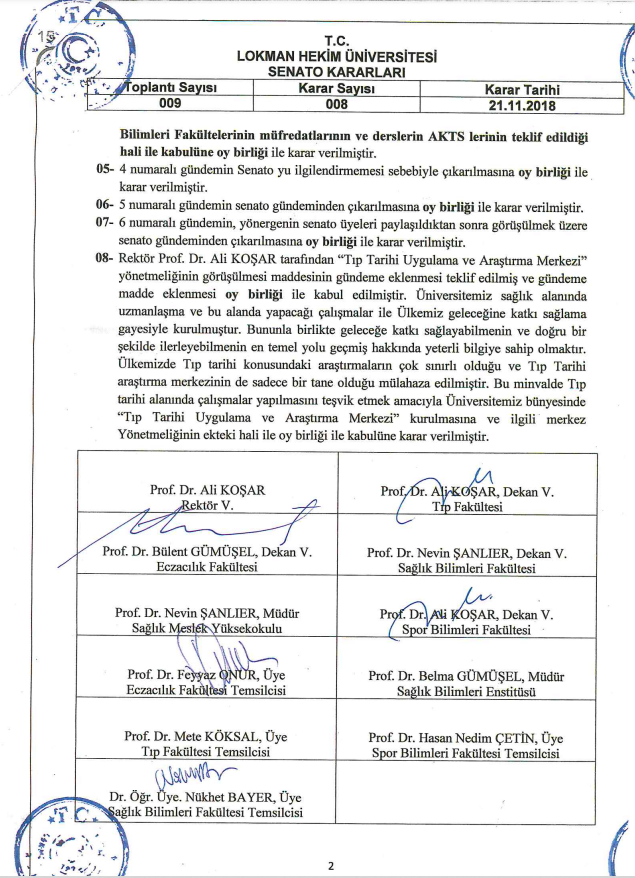 T.C.
T.C.
LOKMAN HEKİM ÜNİVERSİTESİ
SENATO KARARLARI
Toplantı Sayısı Karar Sayısı Karar Tarihi
009 008 21.11.2018
Bilimleri Fakültelerinin müfredatlarının ve derslerin AKTS lerinin teklif edildiği
hali ile kabulüne oy birliği ile karar verilmiştir.
05- 4 numaralı gündemin Senato yu ilgilendirmemesi sebebiyle çıkarılmasına oy birliği ile
karar verilmiştir.
06- 5 numaralı gündemin senato gündeminden çıkarılmasına oy birliği ile karar verilmiştir.
07- 6 numaralı gündemin, yönergenin senato üyeleri paylaşıldıktan sonra görüşülmek üzere
senato gündeminden çıkarılmasına oy birliği ile karar verilmiştir.
08- Rektör Prof. Dr. Ali KOŞAR tarafından “Tıp Tarihi Uygulama ve Araştırma Merkezi”
yönetmeliğinin görüşülmesi maddesinin gündeme eklenmesi teklif edilmiş ve gündeme
madde eklenmesi oy birliği ile kabul edilmiştir. Üniversitemiz sağlık alanında
uzmanlaşma ve bu alanda yapacağı çalışmalar ile Ülkemiz geleceğine katkı sağlama
gayesiyle kurulmuştur. Bununla birlikte geleceğe katkı sağlayabilmenin ve doğru bir
şekilde ilerleyebilmenin en temel yolu geçmiş hakkında yeterli bilgiye sahip olmaktır.
Ülkemizde Tıp tarihi konusundaki araştırmaların çok sınırlı olduğu ve Tıp Tarihi
araştırma merkezinin de sadece bir tane olduğu mülahaza edilmiştir. Bu minvalde Tıp
tarihi alanında çalışmalar yapılmasını teşvik etmek amacıyla Üniversitemiz bünyesinde
“Tıp Tarihi Uygulama ve Araştırma Merkezi” kurulmasına ve ilgili merkez
Yönetmeliğinin ekteki hali ile oy birliği ile kabulüne karar verilmiştir.
Prof. Dr. Ali KOŞAR
Rektör V.
Prof. Dr. Ali KOŞAR, Dekan V.
Tıp Fakültesi
Prof. Dr. Bülent GÜMÜŞEL, Dekan V.
Eczacılık Fakültesi
Prof. Dr. Nevin ŞANLIER, Dekan V.
Sağlık Bilimleri Fakültesi
Prof. Dr. Nevin ŞANLIER, Müdür
Sağlık Meslek Yüksekokulu
Prof. Dr. Ali KOŞAR, Dekan V.
Spor Bilimleri Fakültesi
Prof. Dr. Feyyaz ONUR, Üye
Eczacılık Fakültesi Temsilcisi
Prof. Dr. Belma GÜMÜŞEL, Müdür
Sağlık Bilimleri Enstitüsü
Prof. Dr. Mete KÖKSAL, Üye
Tıp Fakültesi Temsilcisi
Prof. Dr. Hasan Nedim ÇETİN, Üye
Spor Bilimleri Fakültesi Temsilcisi
Dr. Öğr. Üye. Nükhet BAYER, Üye
Sağlık Bilimleri Fakültesi Temsilcisi
T.C.
2